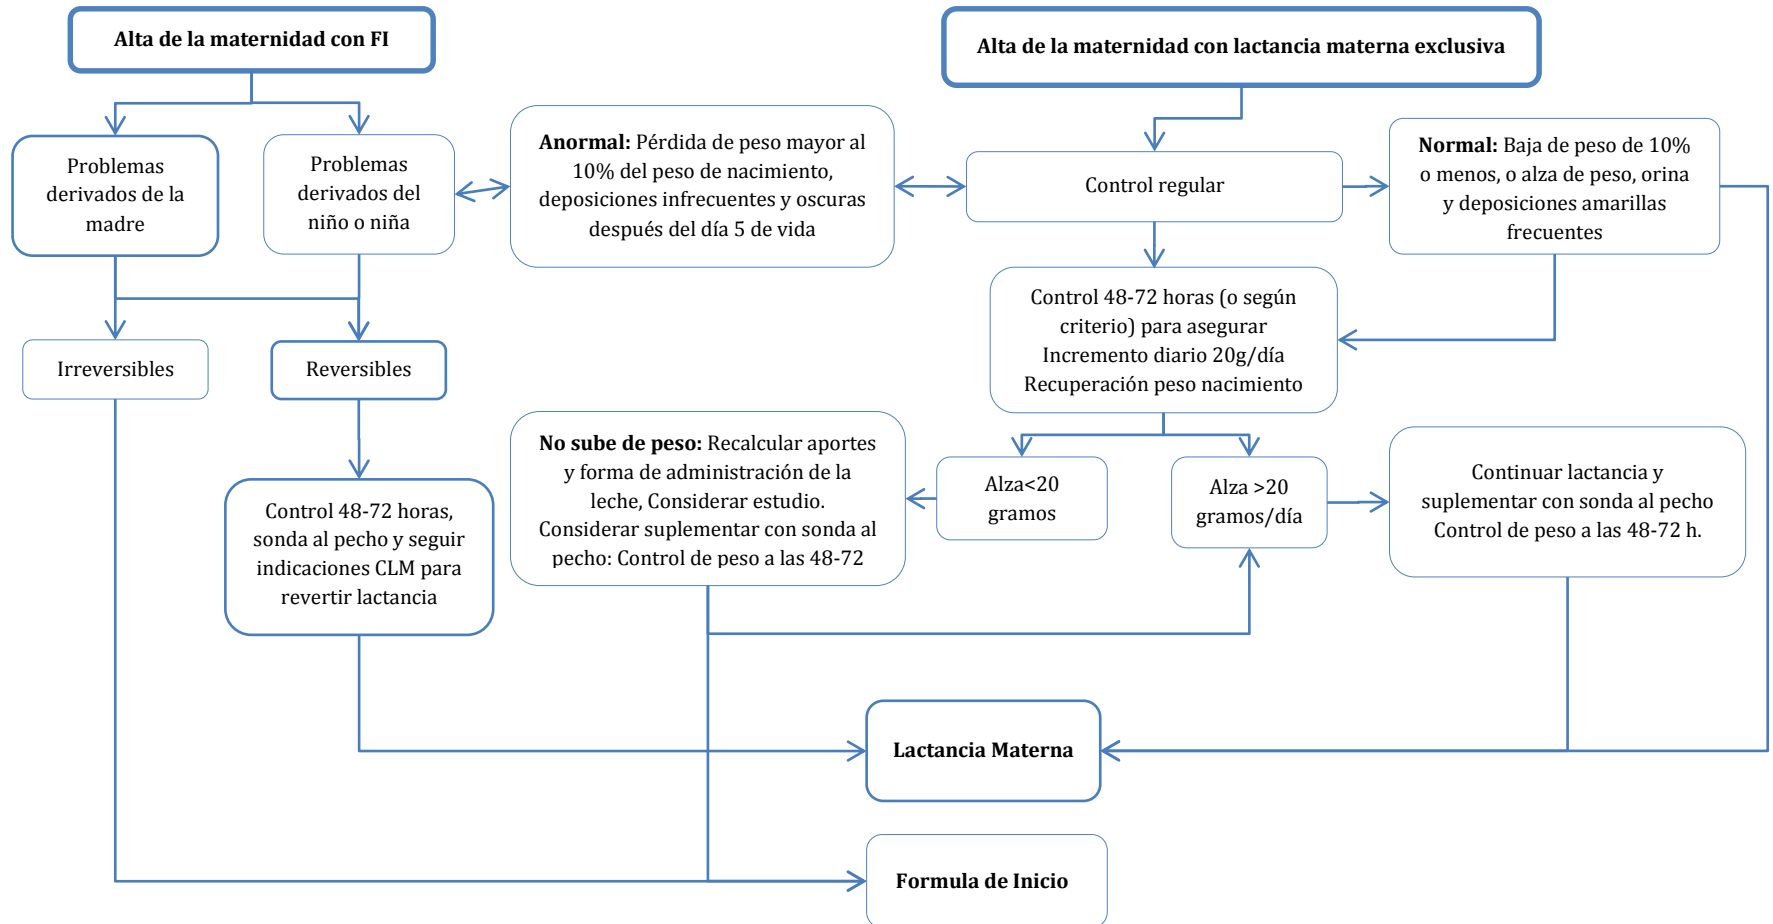 Alta de la maternidad con FI
Alta de la maternidad con lactancia materna exclusiva
Problemas
derivados de la
madre
Problemas
derivados del
niño o niña
Anormal: Pérdida de peso mayor al
10% del peso de nacimiento,
deposiciones infrecuentes y oscuras
después del día 5 de vida
Control regular
Normal: Baja de peso de 10%
o menos, o alza de peso, orina
y deposiciones amarillas
frecuentes
Irreversibles
Reversibles
Control 48-72 horas (o según
criterio) para asegurar
Incremento diario 20g/día
Recuperación peso nacimiento
No sube de peso: Recalcular aportes
y forma de administración de la
leche, Considerar estudio.
Considerar suplementar con sonda al
pecho: Control de peso a las 48-72
Alza<20
gramos
Alza >20
gramos/día
Continuar lactancia y
suplementar con sonda al pecho
Control de peso a las 48-72 h.
Control 48-72 horas,
sonda al pecho y seguir
indicaciones CLM para
revertir lactancia
Lactancia Materna
Formula de Inicio